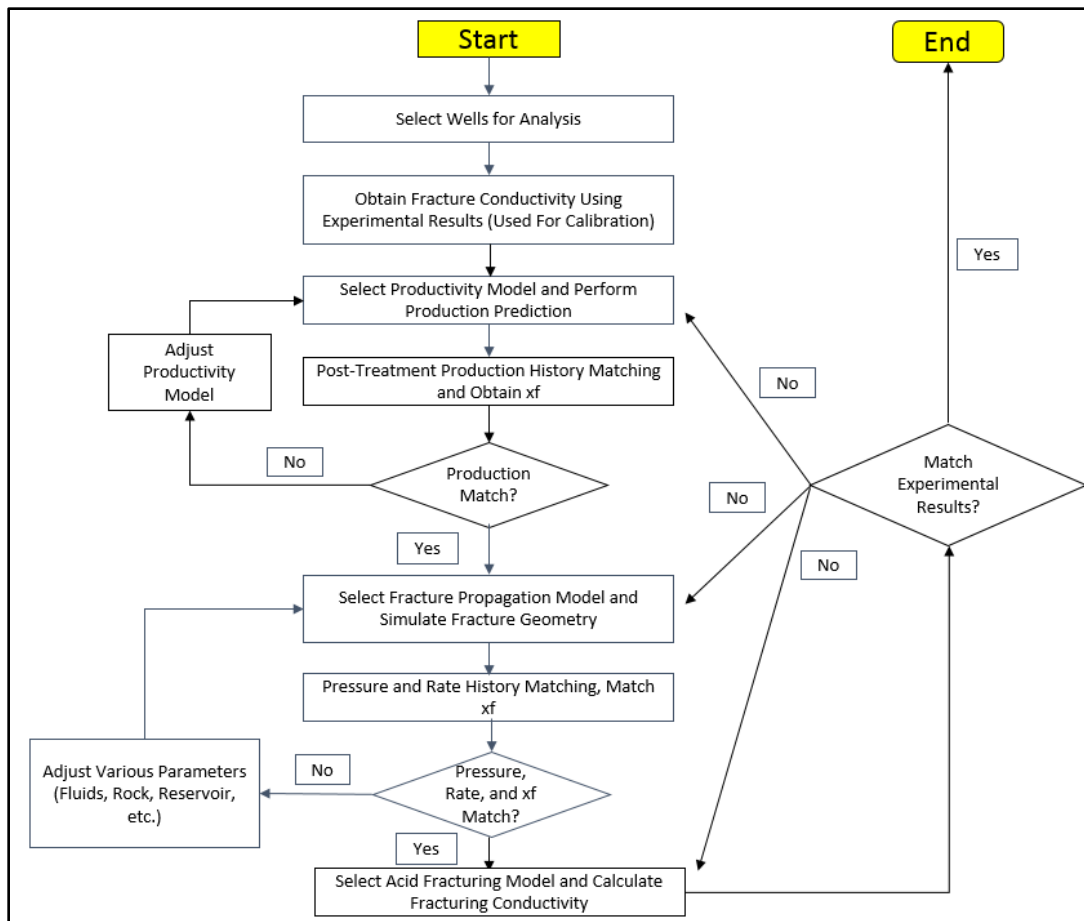 Start
End
Select Wells for Analysis
Obtain Fracture Conductivity Using
Experimental Results (Used For Calibration)
Yes
Select Productivity Model and Perform
Production Prediction
Adjust
Productivity
Model
Post-Treatment Production History Matching
and Obtain xf
No
No
Production
Match?
Match
Experimental
Results?
No
Yes
No
Select Fracture Propagation Model and
Simulate Fracture Geometry
Pressure and Rate History Matching, Match
xf
Adjust Various Parameters
(Fluids, Rock, Reservoir,
etc.)
No
Pressure,
Rate, and xf
Match?
Yes
Select Acid Fracturing Model and Calculate
Fracturing Conductivity